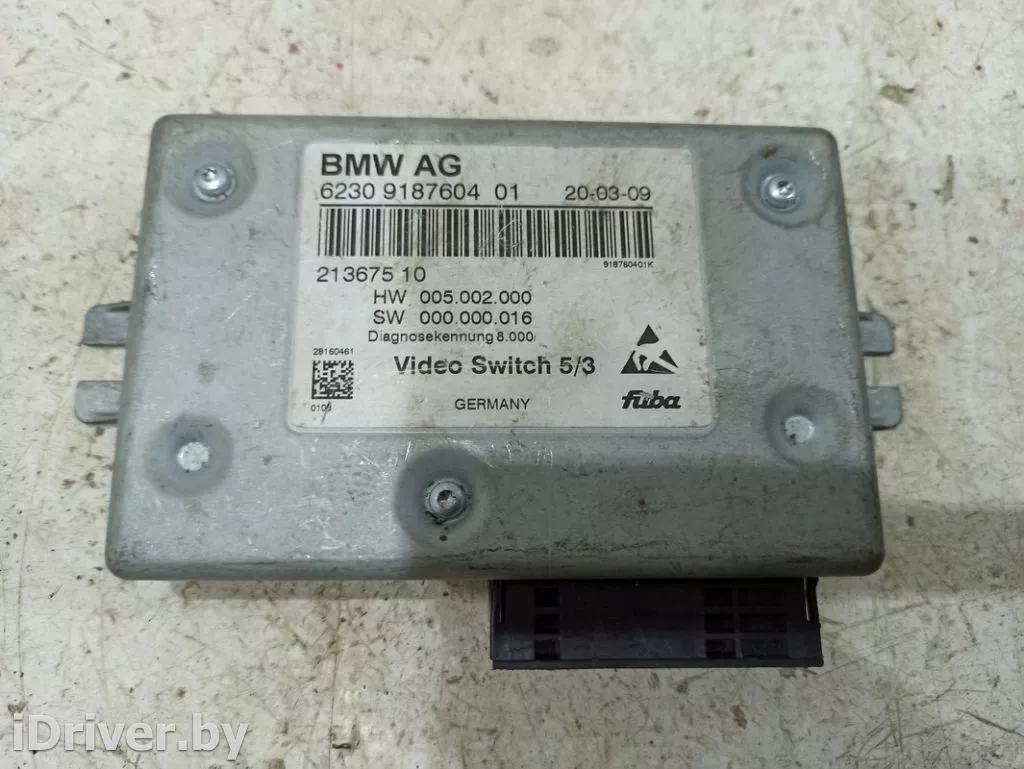 BMW AG
6230 9187604 01 20-03-09
918760401K
213675 10
HW 005.002.000
SW 000.000.016
Diagnosekennung 8.000
28160461
Video Switch 5/3
GERMANY
fuba
iDriver.by